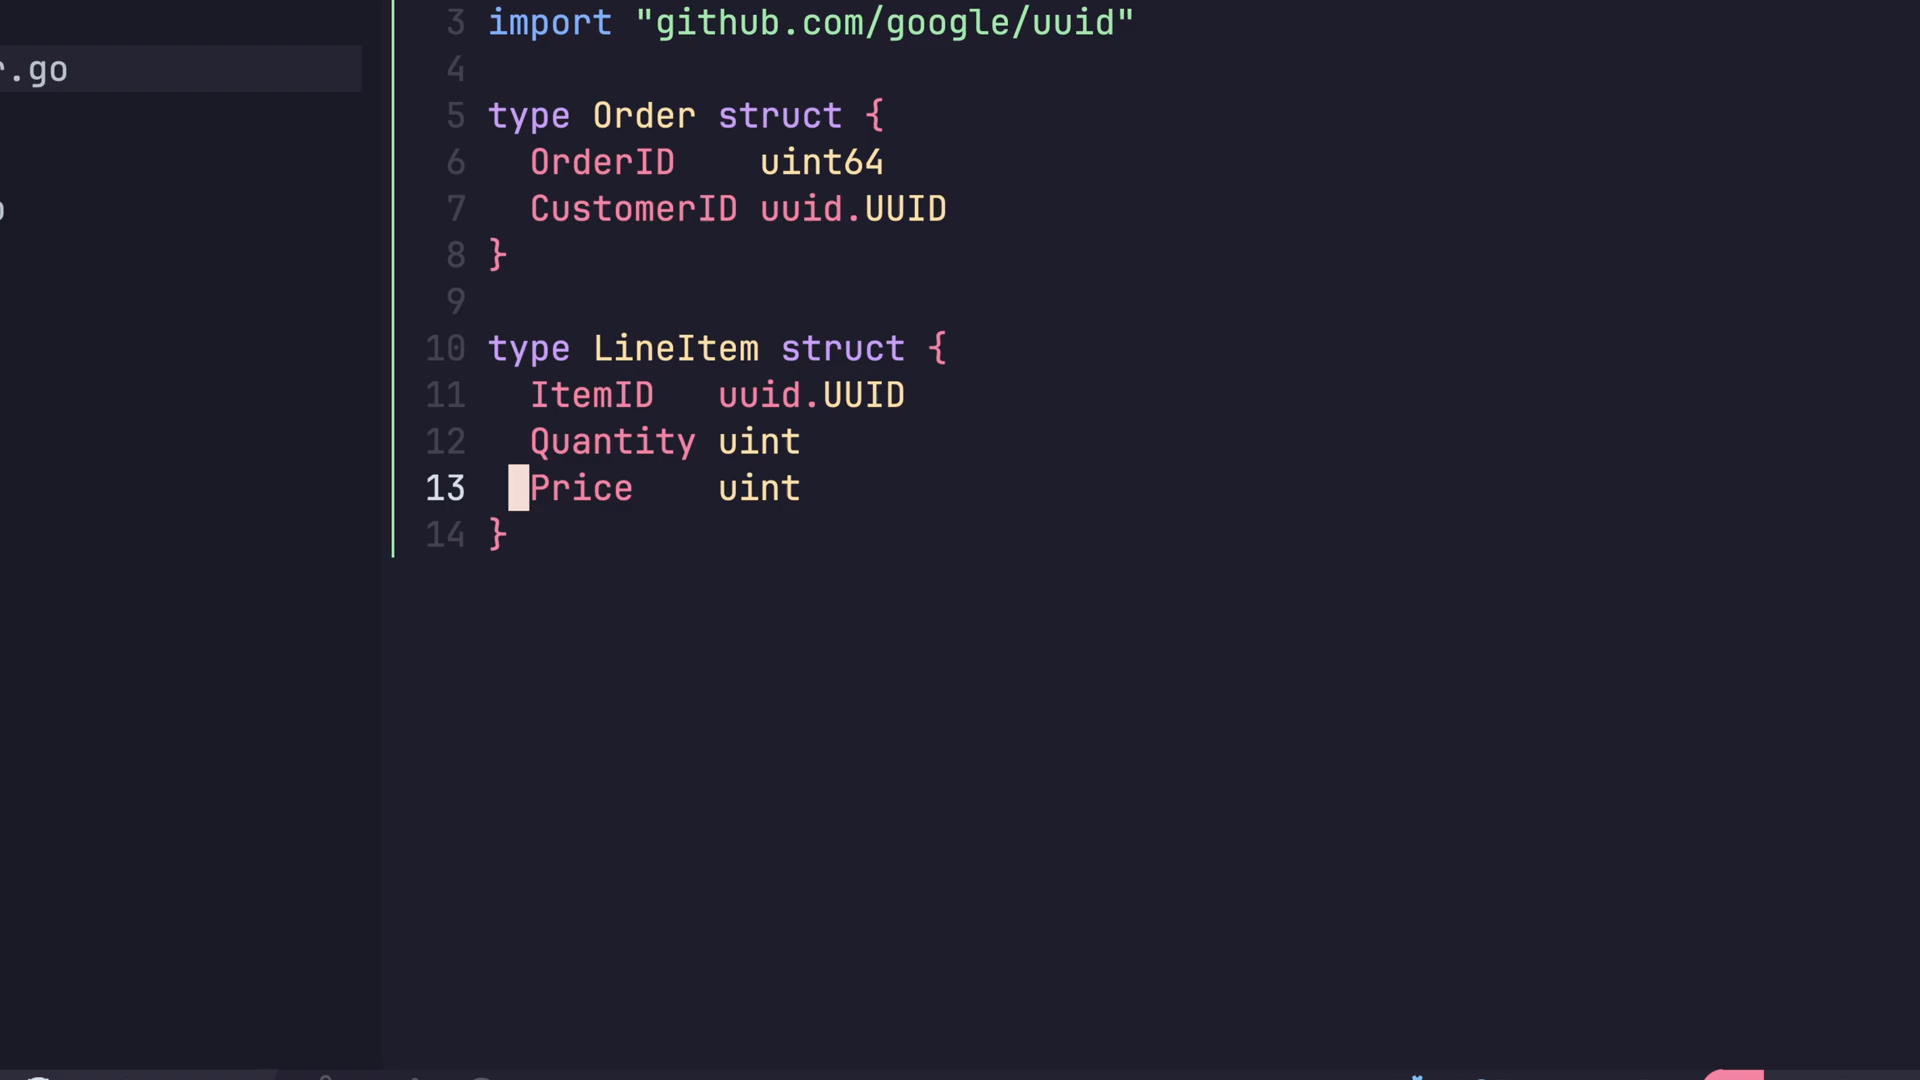 3 import "github.com/google/uuid"
4
r.go
5 type Order struct {
6   OrderID    uint64
7   CustomerID uuid.UUID
8 }
9
10 type LineItem struct {
11   ItemID   uuid.UUID
12   Quantity uint
13   Price    uint
14 }